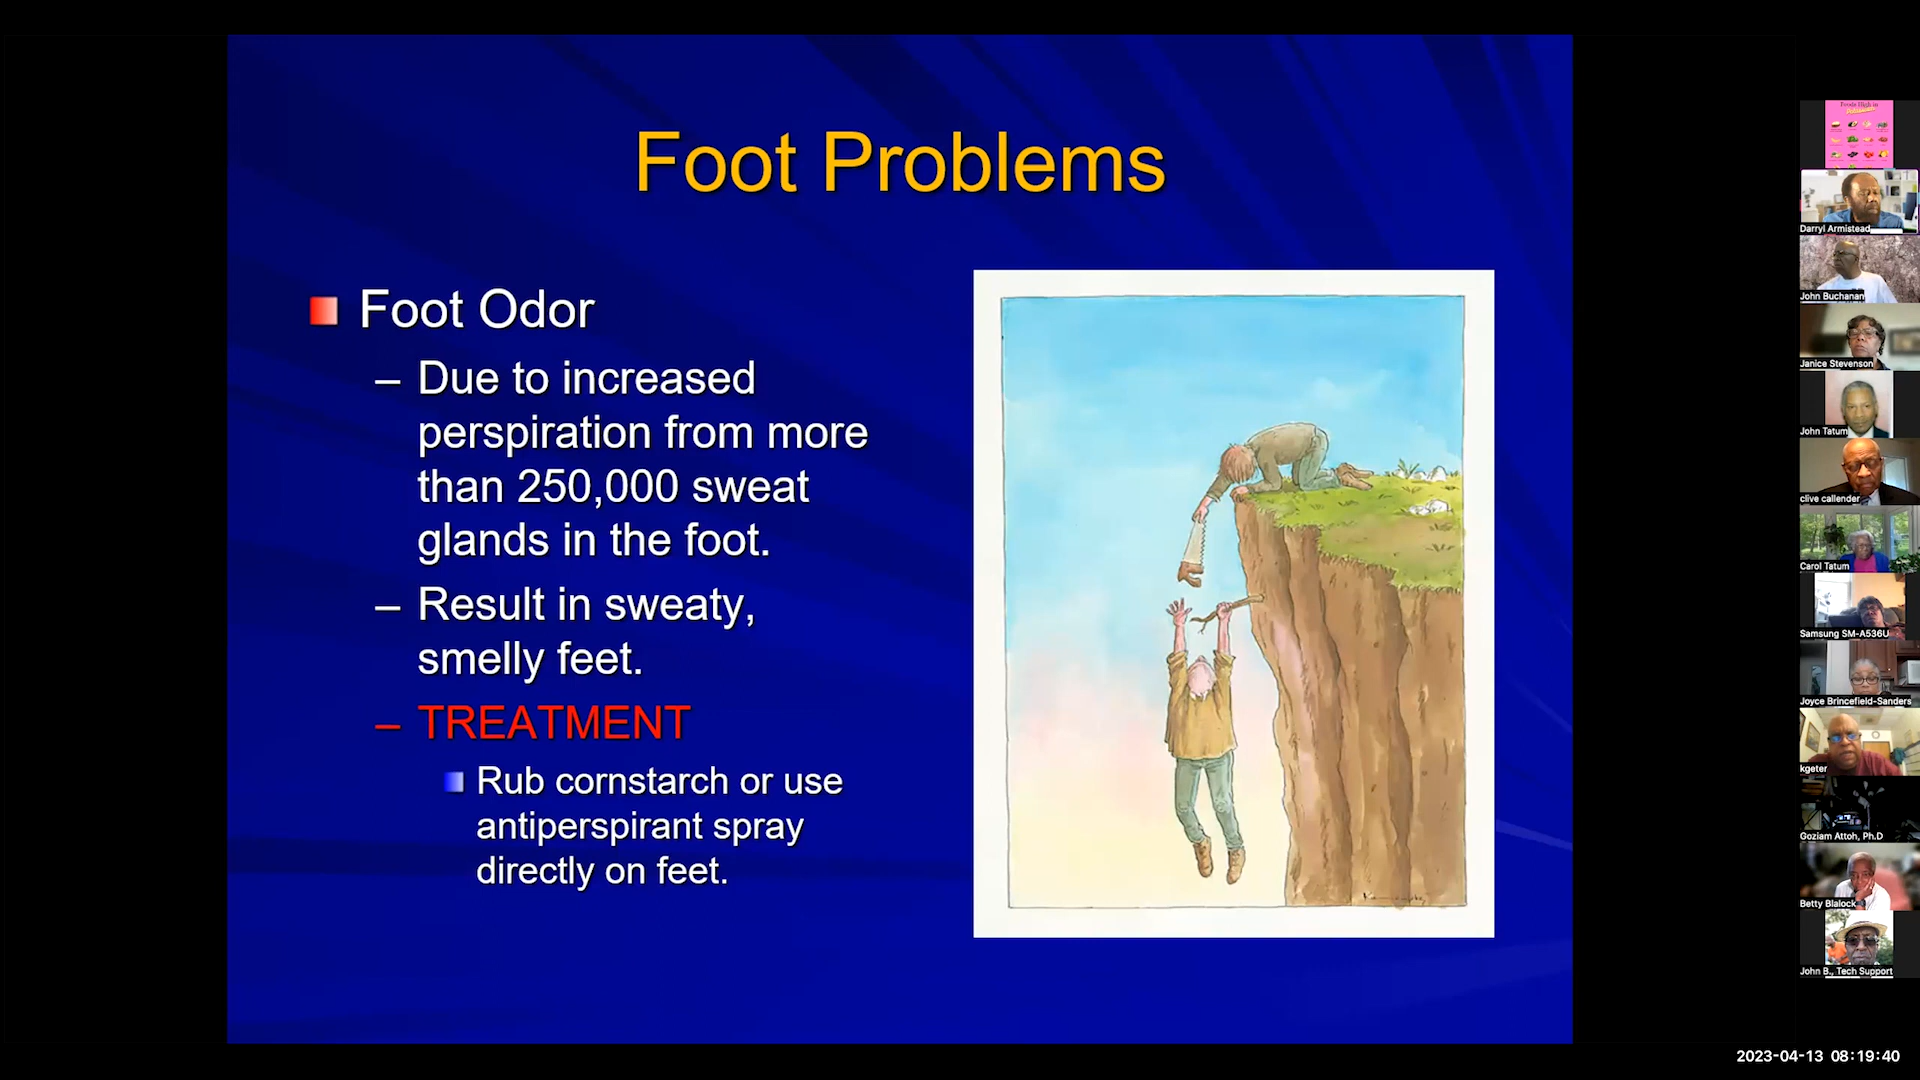 Foot Problems
Foot Odor
– Due to increased
perspiration from more
than 250,000 sweat
glands in the foot.
– Result in sweaty,
smelly feet.
– TREATMENT
Rub cornstarch or use
antiperspirant spray
directly on feet.
Foods High in
Darryl Armistead
John Buchanan
Janice Stevenson
John Tatum
clive callender
Carol Tatum
Samsung SM-A536U
Joyce Brincefield-Sanders
kgeter
Goziam Attoh, Ph.D
Betty Blalock
John B., Tech Support
2023-04-13 08:19:40